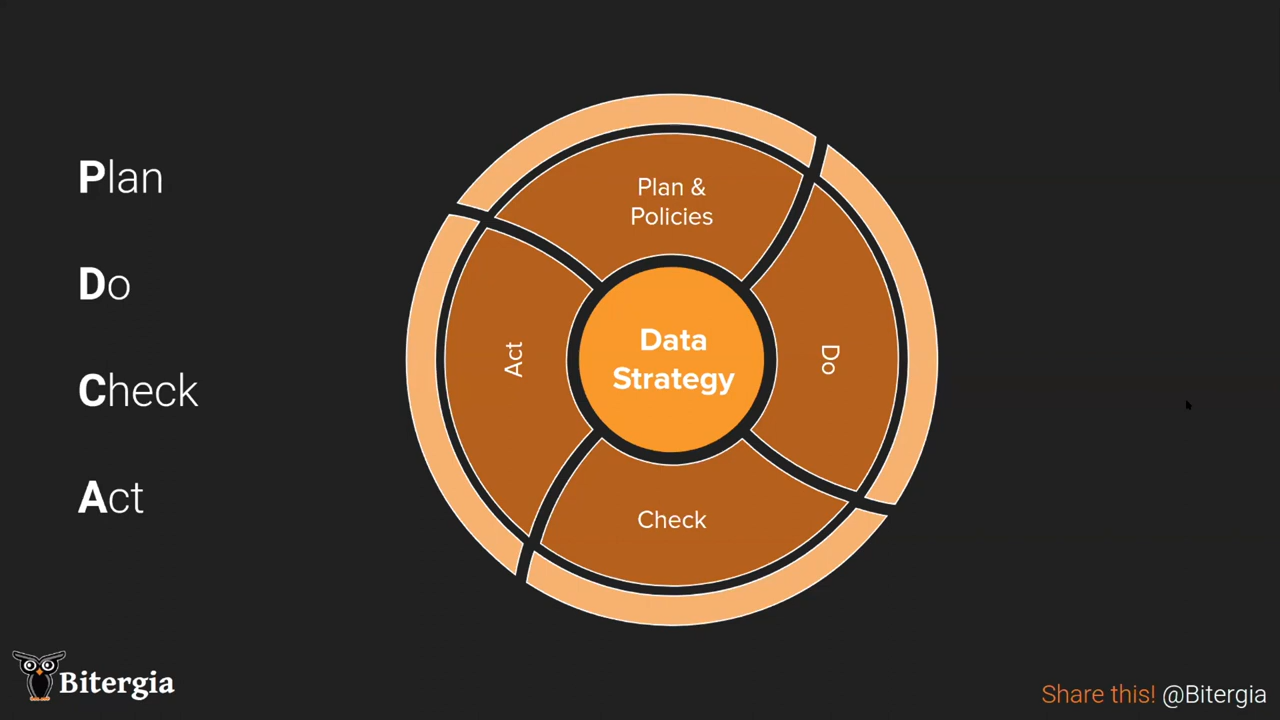 Plan
Do
Check
Act
Plan &
Policies
Do
Check
Act
Data
Strategy
Bitergia
Share this! @Bitergia